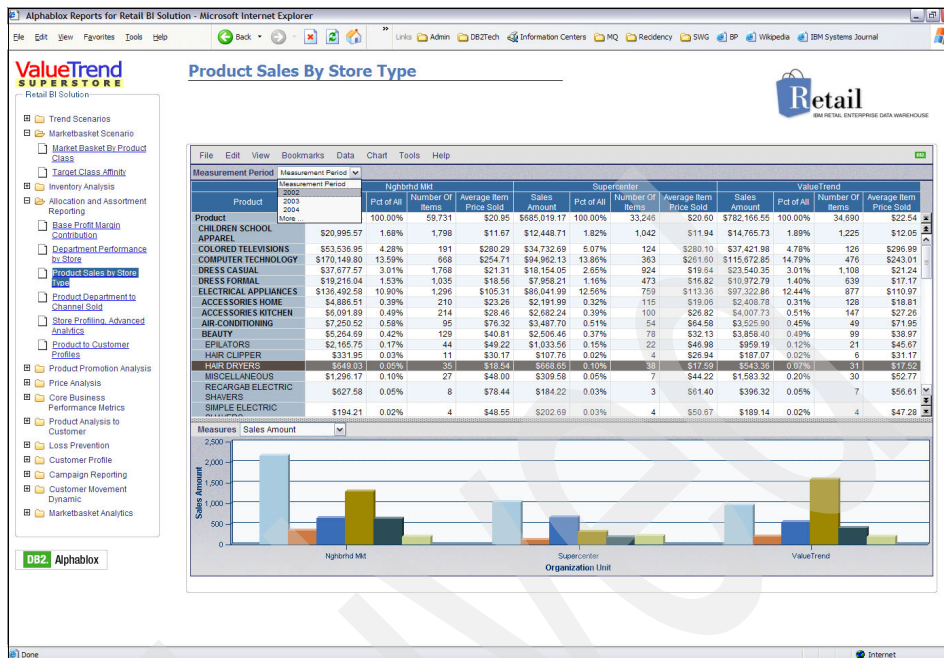 Alphablox Reports for Retail BI Solution - Microsoft Internet Explorer
File Edit View Favorites Tools Help
Back
Links Admin DB2Tech Information Centers MQ Recidency SWG BP Wikipedia IBM Systems Journal
ValueTrend
SUPERSTORE
Retail BI Solution
Trend Scenarios
Marketbasket Scenario
Market Basket By Product
Class
Target Class Affinity
Inventory Analysis
Allocation and Assortment
Reporting
Base Profit Margin
Contribution
Department Performance
by Store
Product Sales by Store
Type
Product Department to
Channel Sold
Store Profiling, Advanced
Analytics
Product to Customer
Profiles
Product Promotion Analysis
Price Analysis
Core Business
Performance Metrics
Product Analysis to
Customer
Loss Prevention
Customer Profile
Campaign Reporting
Customer Movement
Dynamic
Marketbasket Analytics
DB2. Alphablox
Product Sales By Store Type
Retail
IBM RETAIL ENTERPRISE DATA WAREHOUSE
File Edit View Bookmarks Data Chart Tools Help
Measurement Period Measurement Period
Measurement Period
2002
2003
2004
More ...
Nghbrhd Mkt Supercenter ValueTrend
Product Pct of All Number Of Items Average Item Price Sold Sales Amount Pct of All Number Of Items Average Item Price Sold Sales Amount Pct of All Number Of Items Average Item Price Sold
Product 100.00% 59,731 $20.95 $685,019.17 100.00% 33,246 $20.60 $782,166.55 100.00% 34,690 $22.54
CHILDREN SCHOOL APPAREL $20,995.57 1.68% 1,798 $11.67 $12,448.71 1.82% 1,042 $11.94 $14,765.73 1.89% 1,225 $12.05
COLORED TELEVISIONS $53,536.95 4.28% 191 $280.29 $34,732.69 5.07% 124 $280.10 $37,421.98 4.78% 126 $296.99
COMPUTER TECHNOLOGY $170,149.80 13.59% 668 $254.71 $94,962.13 13.86% 363 $261.60 $115,672.85 14.79% 476 $243.01
DRESS CASUAL $37,677.57 3.01% 1,768 $21.31 $18,154.05 2.65% 924 $19.64 $23,540.35 3.01% 1,108 $21.24
DRESS FORMAL $19,216.04 1.53% 1,035 $18.56 $7,958.21 1.16% 473 $16.82 $10,972.79 1.40% 639 $17.17
ELECTRICAL APPLIANCES $136,492.58 10.90% 1,296 $105.31 $86,041.99 12.56% 759 $113.36 $97,322.86 12.44% 877 $110.97
ACCESSORIES HOME $4,886.51 0.39% 210 $23.26 $2,191.99 0.32% 115 $19.06 $2,408.78 0.31% 128 $18.81
ACCESSORIES KITCHEN $6,091.89 0.49% 214 $28.46 $2,682.24 0.39% 100 $26.82 $4,007.73 0.51% 147 $27.26
AIR-CONDITIONING $7,250.52 0.58% 95 $76.32 $3,487.70 0.51% 54 $64.58 $3,525.90 0.45% 49 $71.95
BEAUTY $5,264.69 0.42% 129 $40.81 $2,506.46 0.37% 78 $32.13 $3,858.40 0.49% 99 $38.97
EPILATORS $2,165.75 0.17% 44 $49.22 $1,033.56 0.15% 22 $46.98 $959.19 0.12% 21 $45.67
HAIR CLIPPER $331.95 0.03% 11 $30.17 $107.76 0.02% 4 $26.94 $187.07 0.02% 6 $31.17
HAIR DRYERS $649.03 0.05% 35 $18.54 $668.65 0.10% 38 $17.59 $543.36 0.07% 31 $17.52
MISCELLANEOUS $1,296.17 0.10% 27 $48.00 $309.58 0.05% 7 $44.22 $1,583.32 0.20% 30 $52.77
RECARGAB ELECTRIC SHAVERS $627.58 0.05% 8 $78.44 $184.22 0.03% 3 $61.40 $396.32 0.05% 7 $56.61
SIMPLE ELECTRIC $194.21 0.02% 4 $48.55 $202.69 0.03% 4 $50.67 $189.14 0.02% 4 $47.28
Measures Sales Amount
Sales Amount
2,500
2,000
1,500
1,000
500
0
Nghbrhd Mkt Supercenter ValueTrend
Organization Unit
Done
Internet